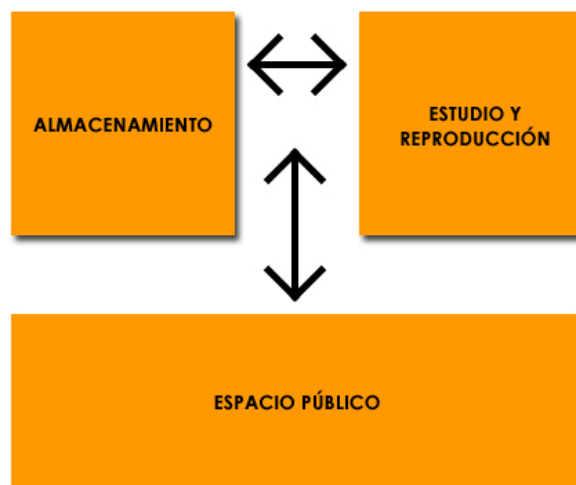 ALMACENAMIENTO
ESTUDIO Y
REPRODUCCIÓN
ESPACIO PÚBLICO